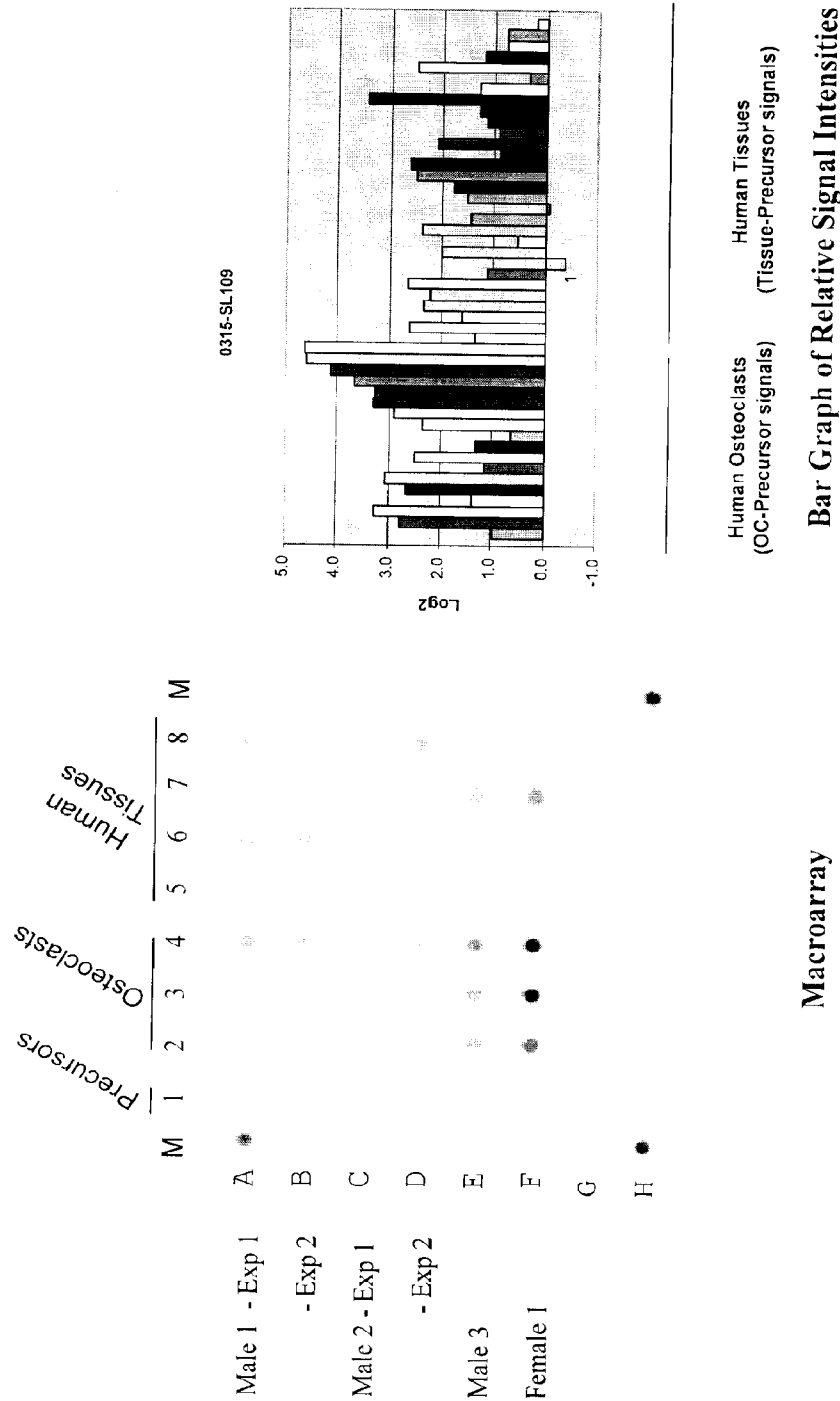 Precursors
Osteoclasts
Human
Tissues
M 1 2 3 4 5 6 7 8 M
Male 1 - Exp 1 A
- Exp 2 B
Male 2 - Exp 1 C
- Exp 2 D
Male 3 E
Female 1 F
G
H
Macroarray
0315-SL109
5.0
4.0
3.0
2.0
1.0
0.0
-1.0
Log2
1
Human Osteoclasts
(OC-Precursor signals)
Human Tissues
(Tissue-Precursor signals)
Bar Graph of Relative Signal Intensities